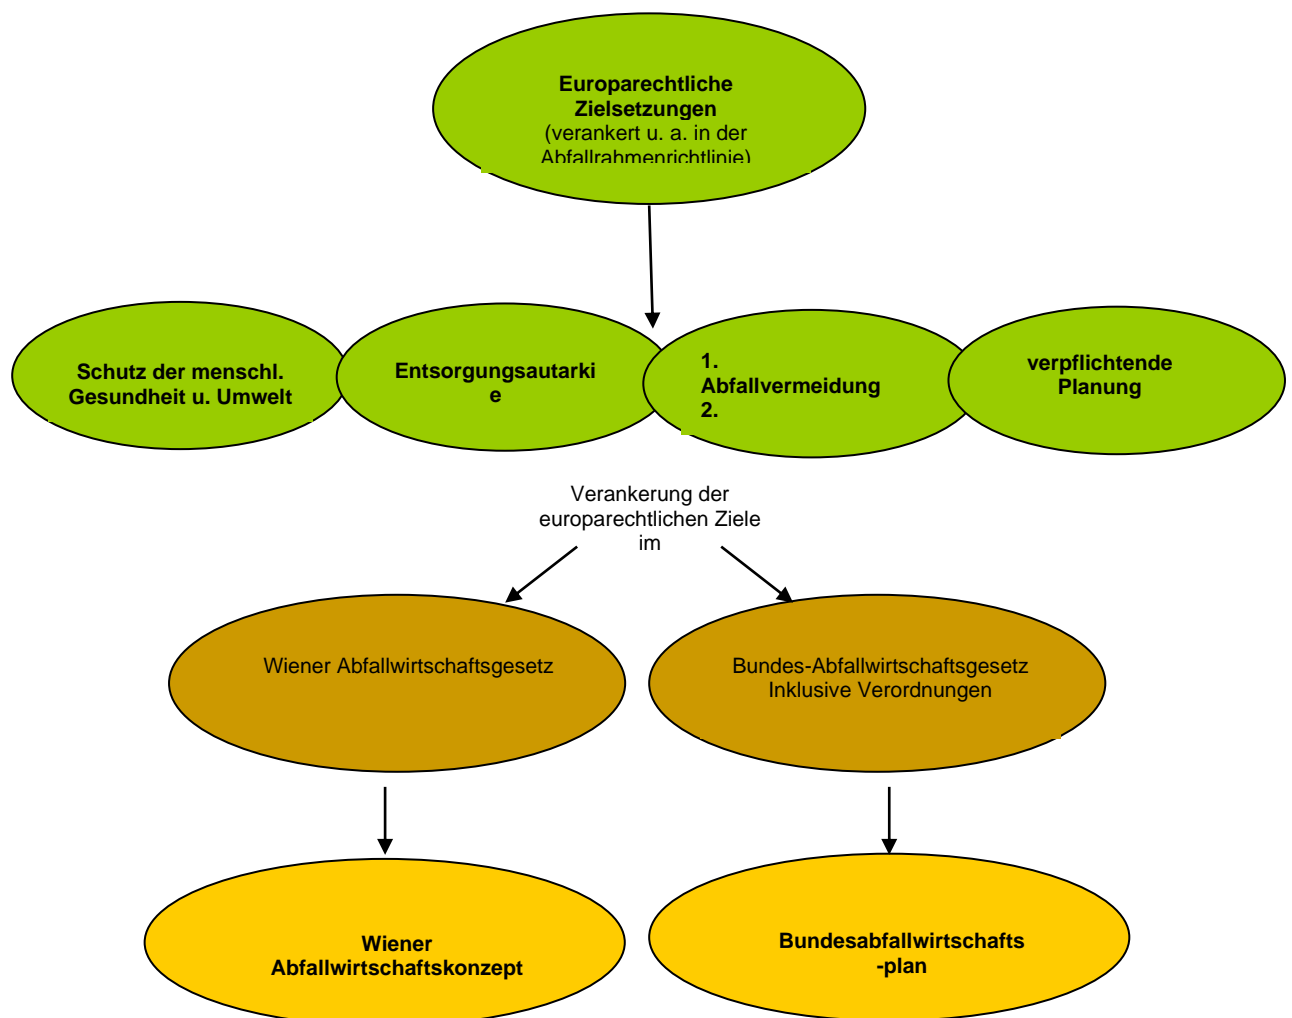 Europarechtliche
Zielsetzungen
(verankert u. a. in der
Abfallrahmenrichtlinie)
Schutz der menschl.
Gesundheit u. Umwelt
Entsorgungsautarki
e
1.
Abfallvermeidung
2.
verpflichtende
Planung
Verankerung der
europarechtlichen Ziele
im
Wiener Abfallwirtschaftsgesetz
Bundes-Abfallwirtschaftsgesetz
Inklusive Verordnungen
Wiener
Abfallwirtschaftskonzept
Bundesabfallwirtschafts
-plan